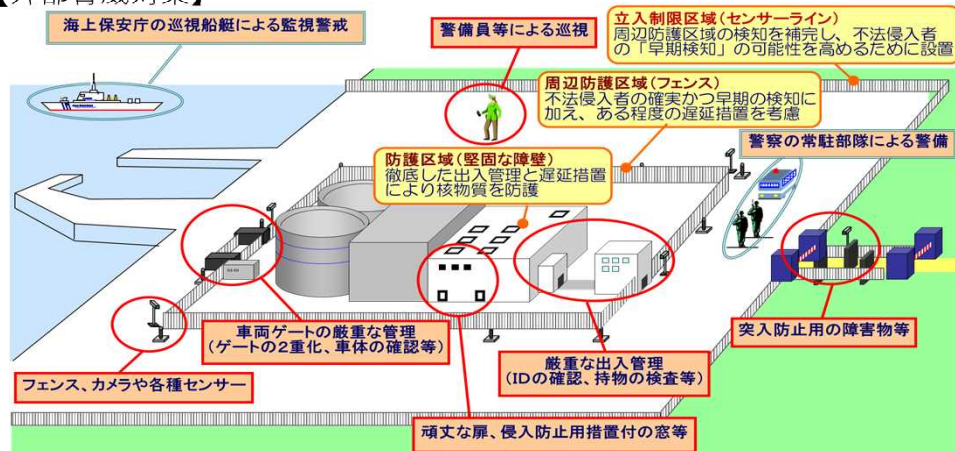 【外部脅威対策】
海上保安庁の巡視船艇による監視警戒
警備員等による巡視
立入制限区域(センサーライン)
周辺防護区域の検知を補完し、不法侵入者
の「早期検知」の可能性を高めるために設置
周辺防護区域(フェンス)
不法侵入者の確実かつ早期の検知に
加え、ある程度の遅延措置を考慮
警察の常駐部隊による警備
防護区域(堅固な障壁)
徹底した出入管理と遅延措置
により核物質を防護
車両ゲートの厳重な管理
(ゲートの2重化、車体の確認等)
突入防止用の障害物等
厳重な出入管理
(IDの確認、持物の検査等)
フェンス、カメラや各種センサー
頑丈な扉、侵入防止用措置付の窓等